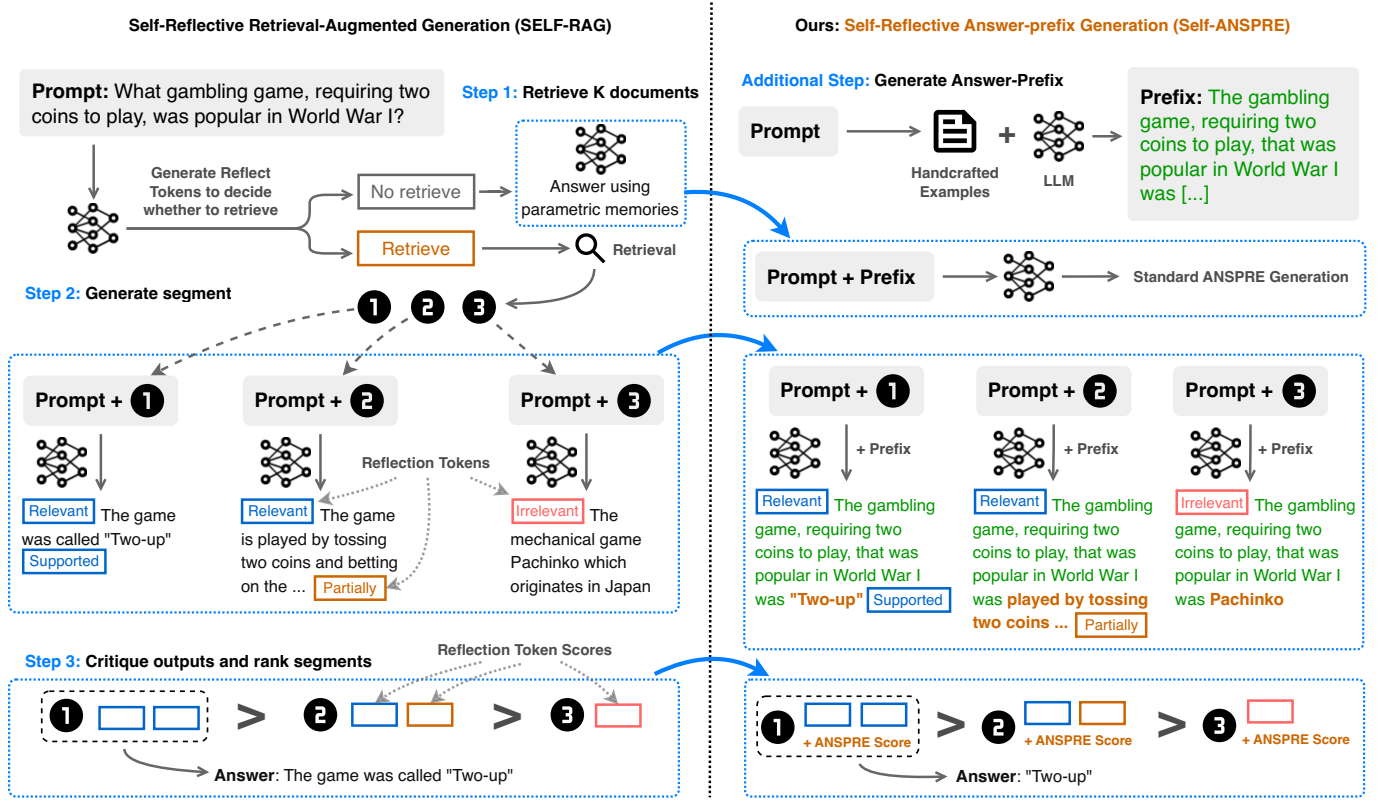 Self-Reflective Retrieval-Augmented Generation (SELF-RAG)
Prompt: What gambling game, requiring two
coins to play, was popular in World War I?
Step 1: Retrieve K documents
Generate Reflect
Tokens to decide
whether to retrieve
No retrieve
Answer using
parametric memories
Retrieve
Retrieval
Step 2: Generate segment
1
2
3
Prompt + 1
Prompt + 2
Prompt + 3
Reflection Tokens
Relevant The game
was called "Two-up"
Supported
Relevant The game
is played by tossing
two coins and betting
on the ... Partially
Irrelevant The
mechanical game
Pachinko which
originates in Japan
Step 3: Critique outputs and rank segments
Reflection Token Scores
1 > 2 > 3
Answer: The game was called "Two-up"
Ours: Self-Reflective Answer-prefix Generation (Self-ANSPRE)
Additional Step: Generate Answer-Prefix
Prompt
Handcrafted
Examples
+
LLM
Prefix: The gambling
game, requiring two
coins to play, that was
popular in World War I
was [...]
Prompt + Prefix
Standard ANSPRE Generation
Prompt + 1
+ Prefix
Relevant The gambling
game, requiring two
coins to play, that was
popular in World War I
was "Two-up" Supported
Prompt + 2
+ Prefix
Relevant The gambling
game, requiring two
coins to play, that was
popular in World War I
was played by tossing
two coins ... Partially
Prompt + 3
+ Prefix
Irrelevant The gambling
game, requiring two
coins to play, that was
popular in World War I
was Pachinko
1 > 2 > 3
+ ANSPRE Score
+ ANSPRE Score
+ ANSPRE Score
Answer: "Two-up"